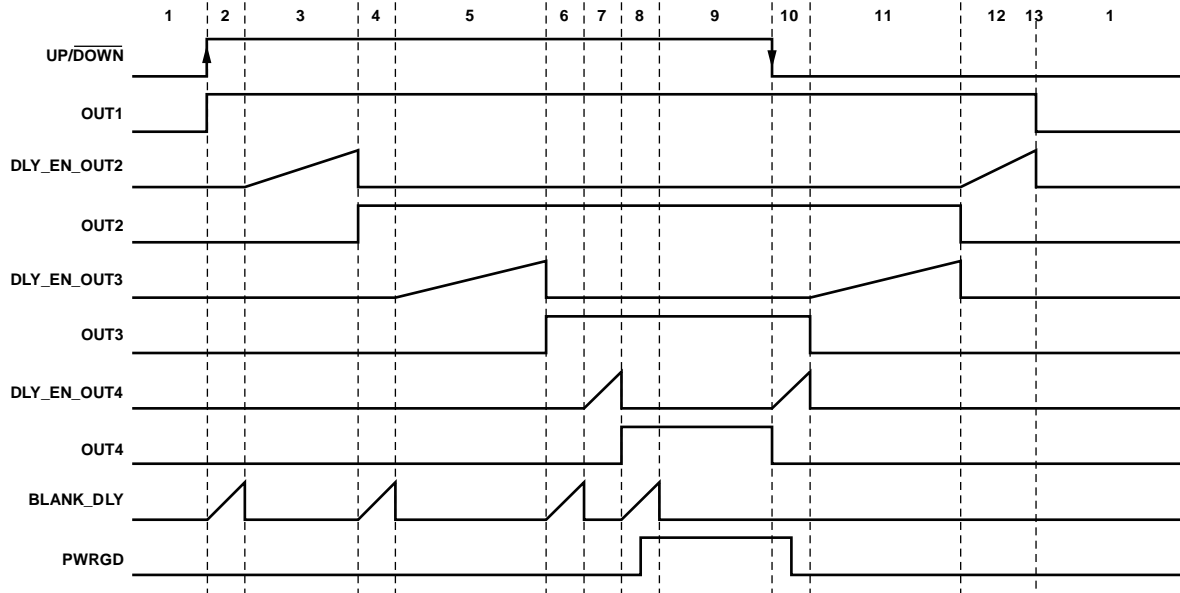 1 2 3 4 5 6 7 8 9 10 11 12 13 1
UP/DOWN
OUT1
DLY_EN_OUT2
OUT2
DLY_EN_OUT3
OUT3
DLY_EN_OUT4
OUT4
BLANK_DLY
PWRGD